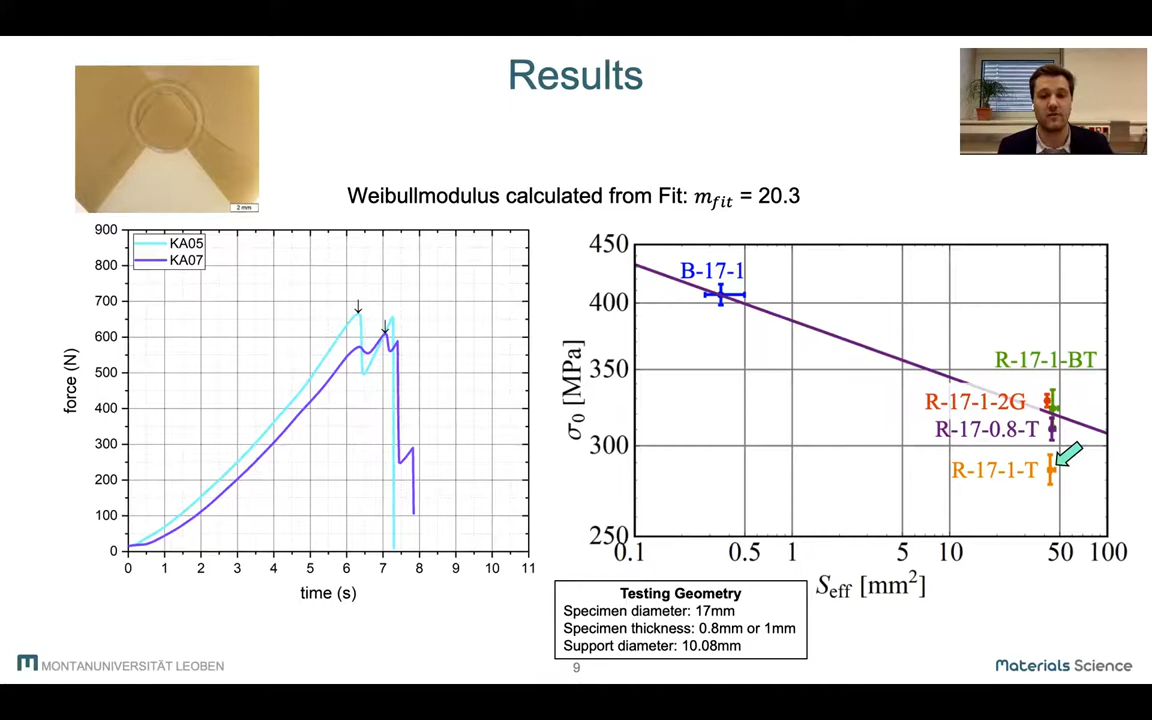 Results
2 mm
Weibullmodulus calculated from Fit: m_fit = 20.3
KA05
KA07
900
800
700
600
500
400
300
200
100
0
0 1 2 3 4 5 6 7 8 9 10 11
force (N)
time (s)
450
400
350
300
250
B-17-1
R-17-1-BT
R-17-1-2G
R-17-0.8-T
R-17-1-T
0.1 0.5 1 5 10 50 100
σ0 [MPa]
Seff [mm²]
Testing Geometry
Specimen diameter: 17mm
Specimen thickness: 0.8mm or 1mm
Support diameter: 10.08mm
MONTANUNIVERSITÄT LEOBEN
9
Materials Science